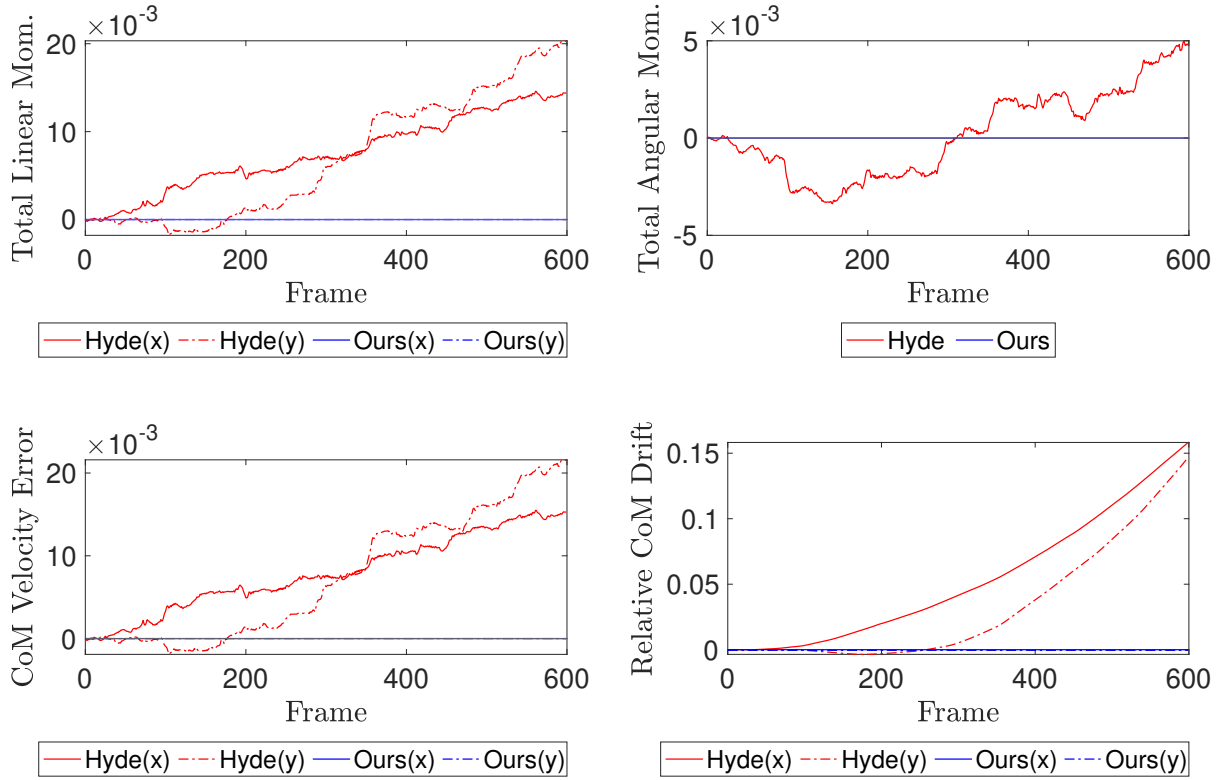 ×10-3
20
10
0
Total Linear Mom.
0 200 400 600
Frame
Hyde(x) Hyde(y) Ours(x) Ours(y)
×10-3
5
0
-5
Total Angular Mom.
0 200 400 600
Frame
Hyde Ours
×10-3
20
10
0
CoM Velocity Error
0 200 400 600
Frame
Hyde(x) Hyde(y) Ours(x) Ours(y)
0.15
0.1
0.05
0
Relative CoM Drift
0 200 400 600
Frame
Hyde(x) Hyde(y) Ours(x) Ours(y)